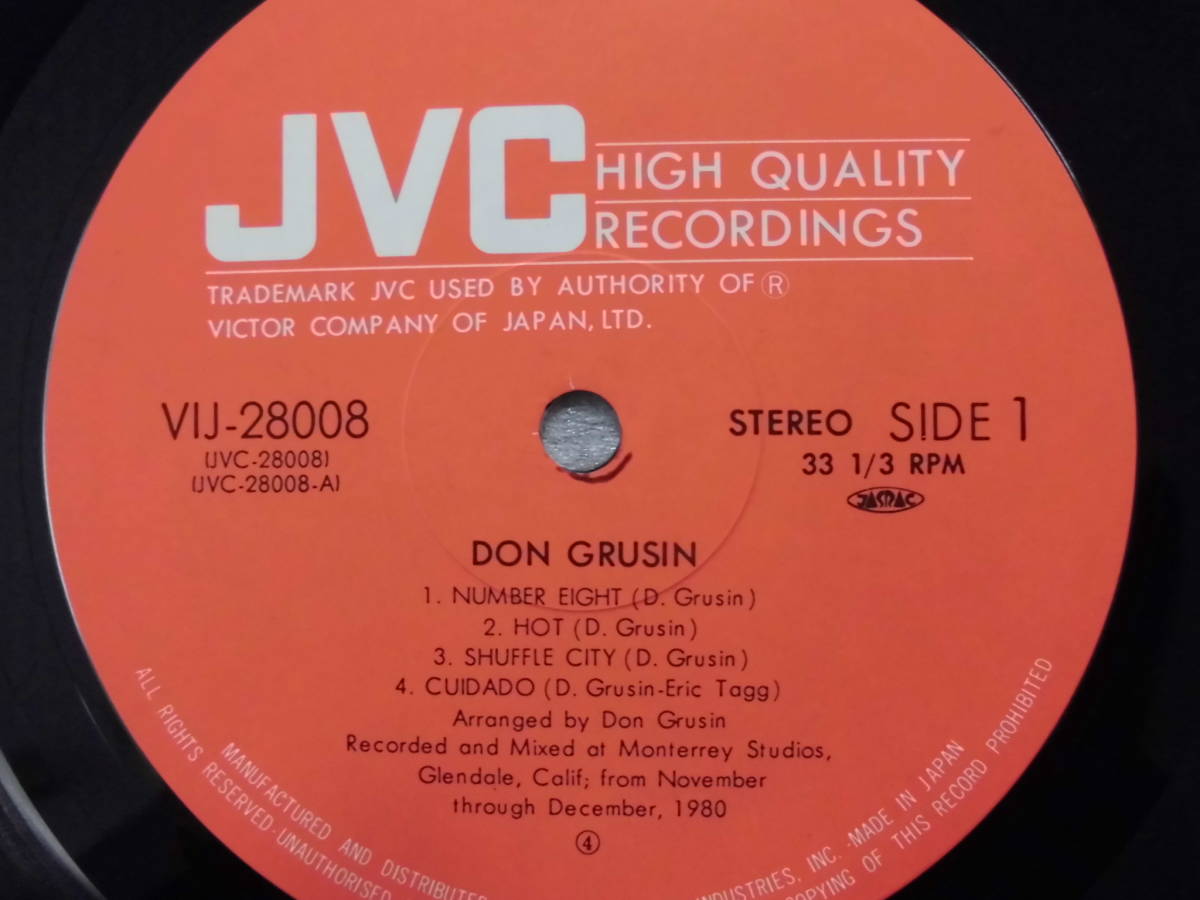 JVC HIGH QUALITY
RECORDINGS
TRADEMARK JVC USED BY AUTHORITY OF Ⓡ
VICTOR COMPANY OF JAPAN, LTD.
VIJ-28008
(JVC-28008)
(JVC-28008-A)
STEREO SIDE 1
33 1/3 RPM
JASRAC
DON GRUSIN
1. NUMBER EIGHT (D. Grusin)
2. HOT (D. Grusin)
3. SHUFFLE CITY (D. Grusin)
4. CUIDADO (D. Grusin-Eric Tagg)
Arranged by Don Grusin
Recorded and Mixed at Monterrey Studios,
Glendale, Calif; from November
through December, 1980
④
MANUFACTURED AND DISTRIBUTED INDUSTRIES, INC.-MADE IN JAPAN
ALL RIGHTS RESERVED-UNAUTHORISED COPYING OF THIS RECORD PROHIBITED